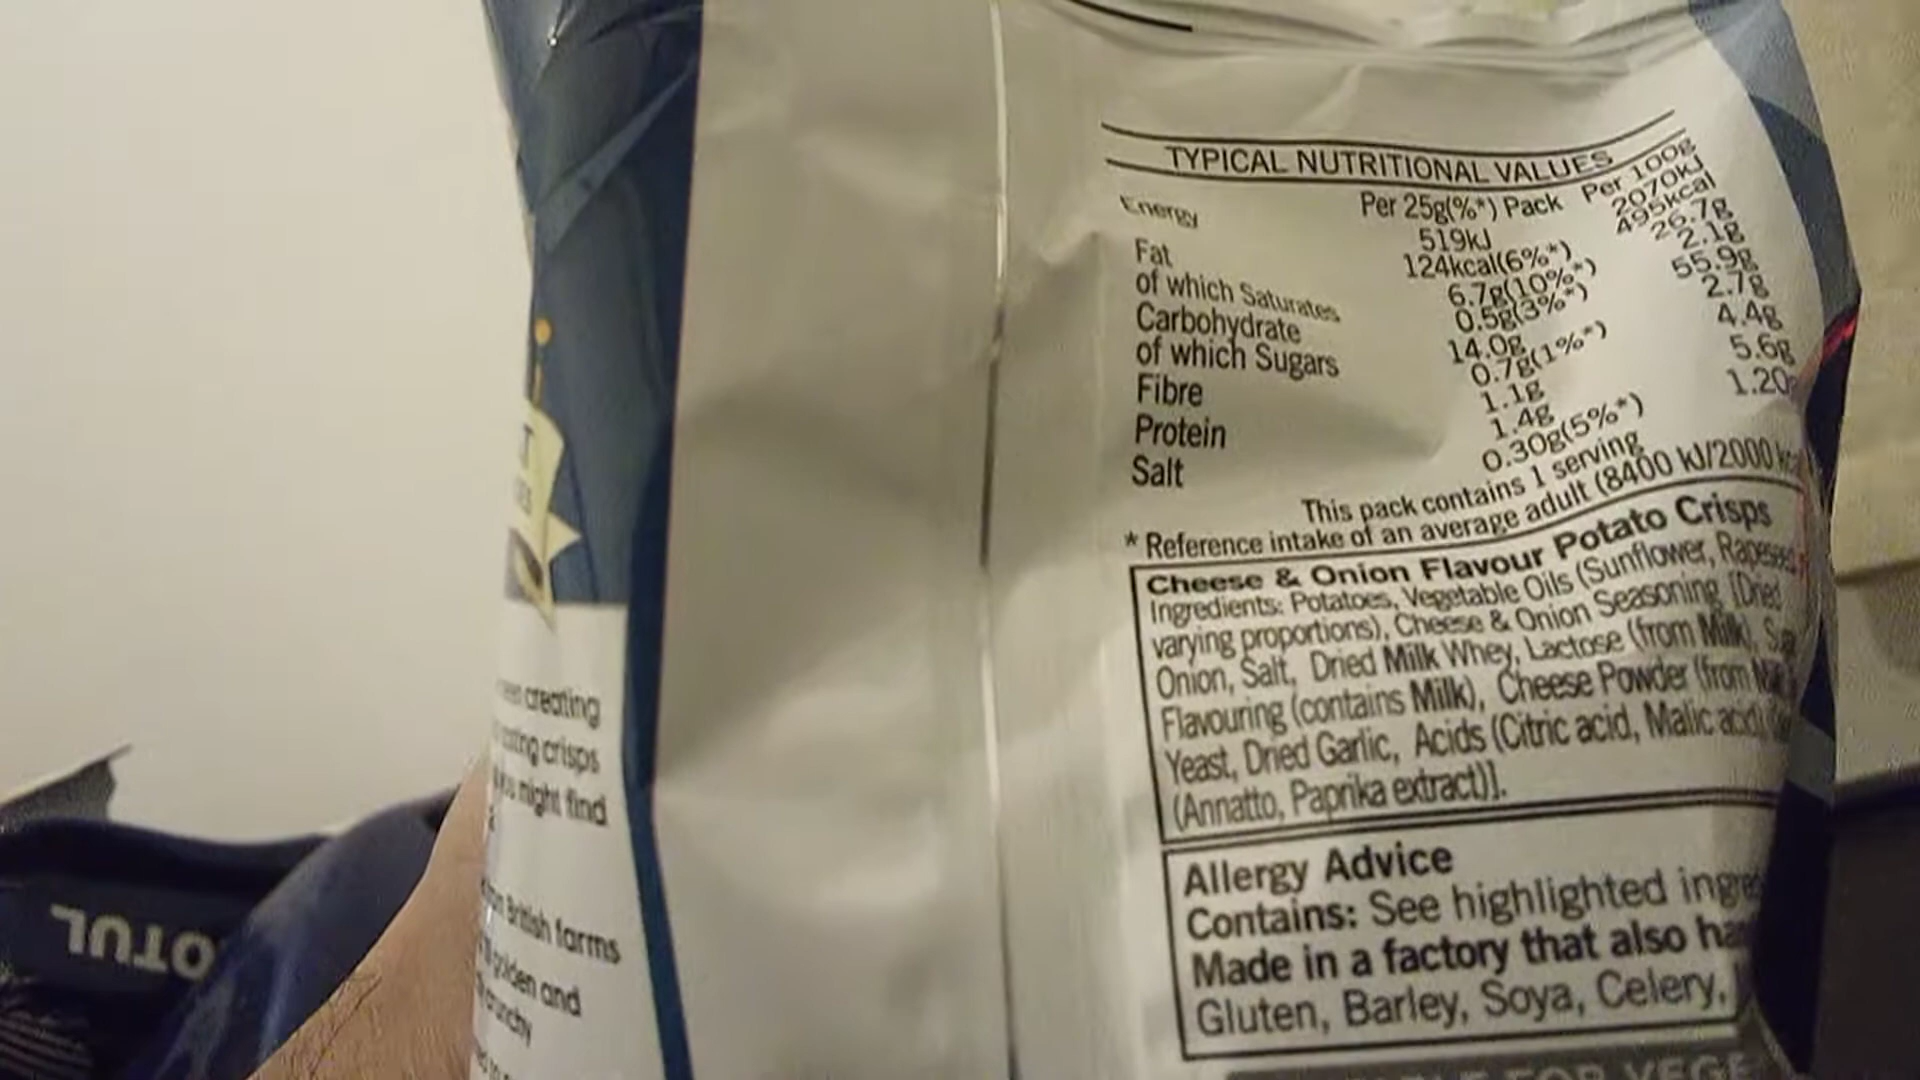 TYPICAL NUTRITIONAL VALUES
Per 25g(%*) Pack Per 100g
Energy 519kJ 2070kJ
124kcal(6%*) 495kcal
Fat 6.7g(10%*) 26.7g
of which Saturates 0.5g(3%*) 2.1g
Carbohydrate 14.0g 55.9g
of which Sugars 0.7g(1%*) 2.7g
Fibre 1.1g 4.4g
Protein 1.4g 5.6g
Salt 0.30g(5%*) 1.20g
This pack contains 1 serving
* Reference intake of an average adult (8400 kJ/2000
Cheese & Onion Flavour Potato Crisps
Ingredients: Potatoes, Vegetable Oils (Sunflower, Rapeseed
varying proportions), Cheese & Onion Seasoning [Dried
Onion, Salt, Dried Milk Whey, Lactose (from Milk),
Flavouring (contains Milk), Cheese Powder (from
Yeast, Dried Garlic, Acids (Citric acid, Malic acid),
(Annatto, Paprika extract)].
Allergy Advice
Contains: See highlighted
Made in a factory that also
Gluten, Barley, Soya, Celery,
FOR
creating
crisps
might find
British farms
golden and
crunchy
OTUL